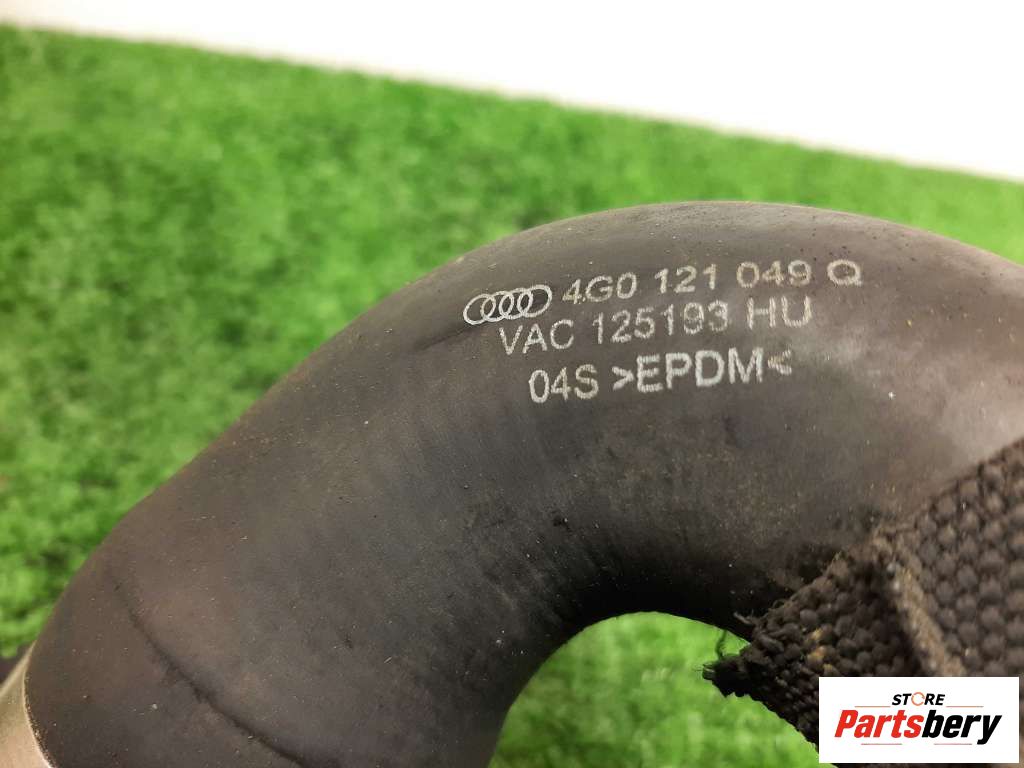 4G0 121 049 Q
VAC 125193 HU
04S >EPDM<
STORE
Partsbery